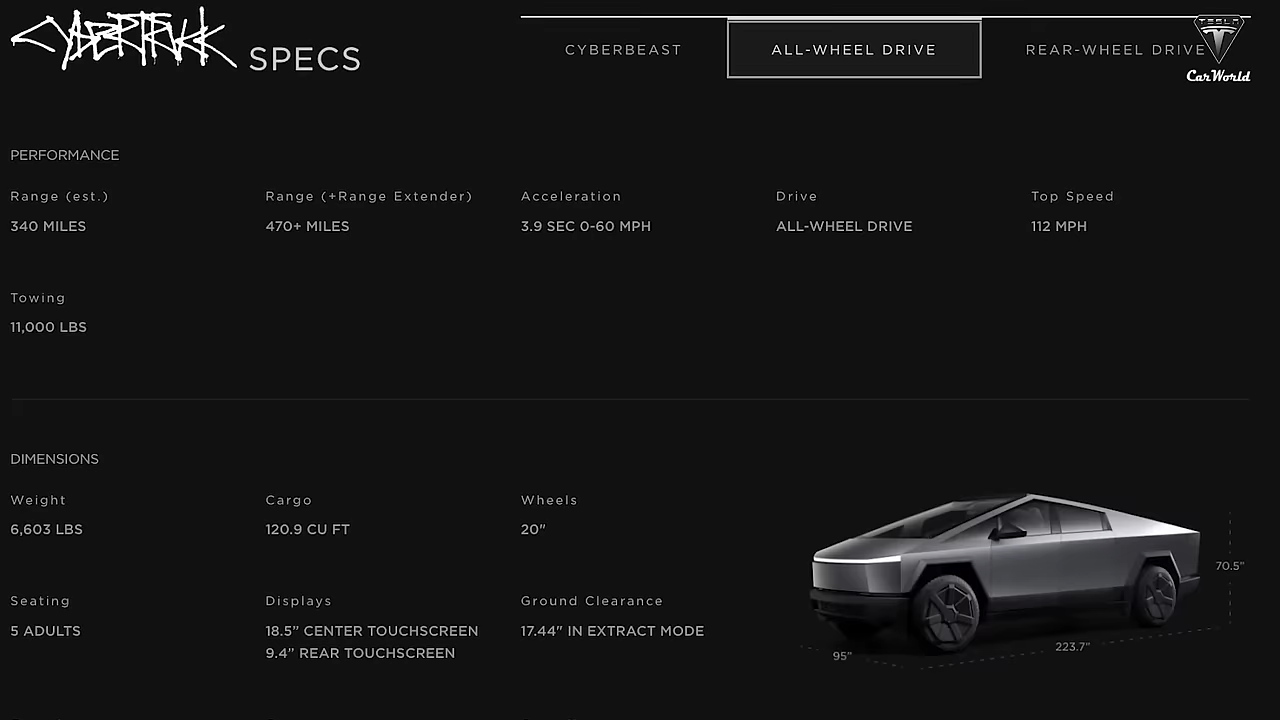 CYBERTRUCK SPECS
CYBERBEAST
ALL-WHEEL DRIVE
REAR-WHEEL DRIVE
TESLA
CarWorld
PERFORMANCE
Range (est.)
340 MILES
Range (+Range Extender)
470+ MILES
Acceleration
3.9 SEC 0-60 MPH
Drive
ALL-WHEEL DRIVE
Top Speed
112 MPH
Towing
11,000 LBS
DIMENSIONS
Weight
6,603 LBS
Cargo
120.9 CU FT
Wheels
20"
Seating
5 ADULTS
Displays
18.5" CENTER TOUCHSCREEN
9.4" REAR TOUCHSCREEN
Ground Clearance
17.44" IN EXTRACT MODE
70.5"
223.7"
95"